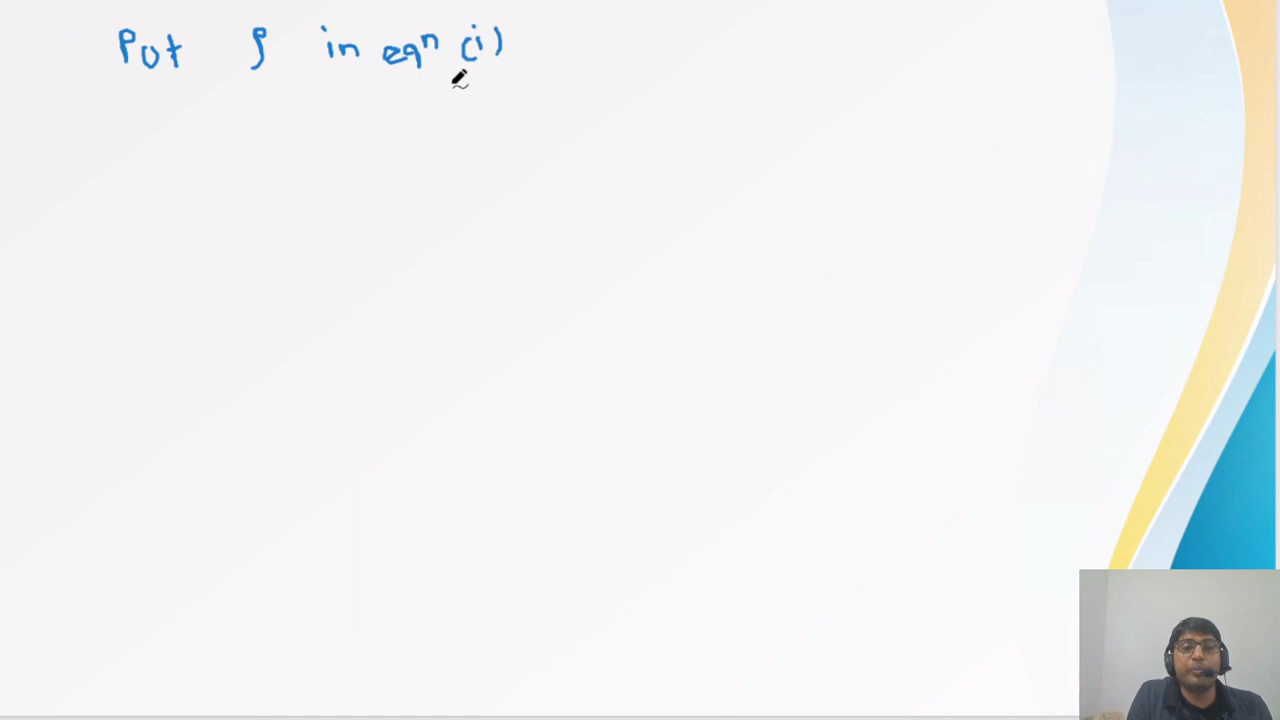 Put ρ in eqⁿ (i)